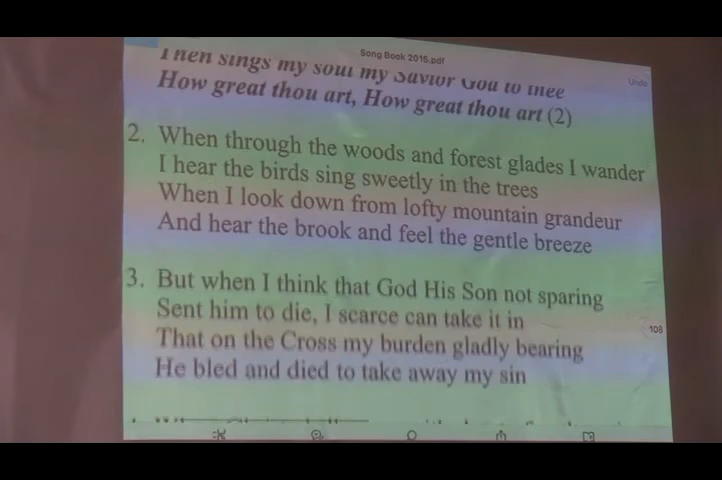 Song Book 2015.pdf
Undo
Then sings my soul my Savior God to thee
How great thou art, How great thou art (2)
2. When through the woods and forest glades I wander
I hear the birds sing sweetly in the trees
When I look down from lofty mountain grandeur
And hear the brook and feel the gentle breeze
3. But when I think that God His Son not sparing
Sent him to die, I scarce can take it in
That on the Cross my burden gladly bearing
He bled and died to take away my sin
108